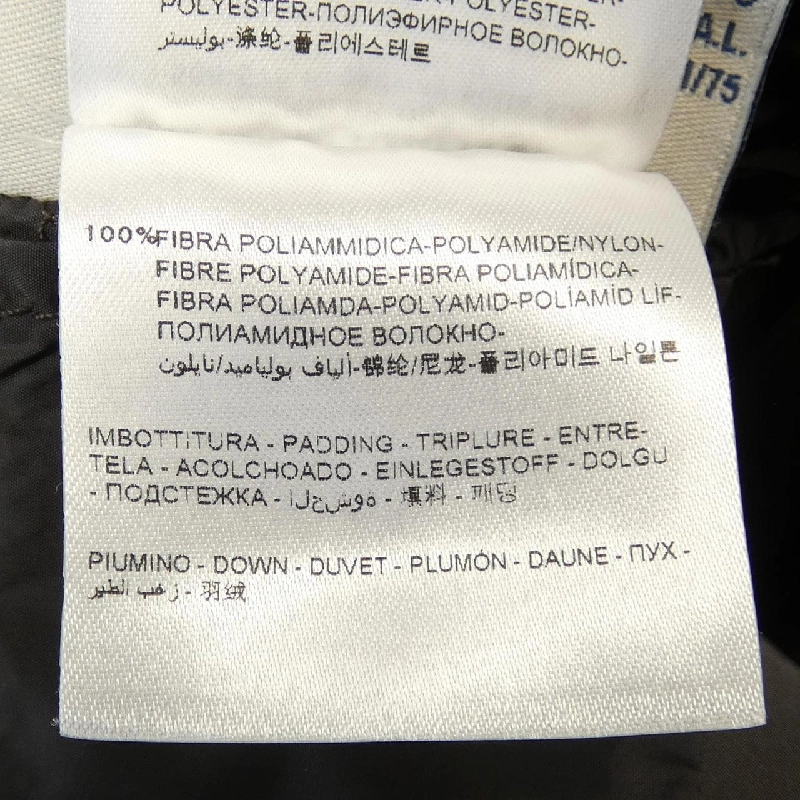 POLYESTER-
POLYESTER-ПОЛИЭФИРНОЕ ВОЛОКНО-
بوليستر-涤纶-폴리에스테르
A.L.
1/75
100%FIBRA POLIAMMIDICA-POLYAMIDE/NYLON-
FIBRE POLYAMIDE-FIBRA POLIAMÍDICA-
FIBRA POLIAMDA-POLYAMID-POLİAMİD LİF-
ПОЛИАМИДНОЕ ВОЛОКНО-
ألياف بولياميد/نايلون-锦纶/尼龙-폴리아미드 나일론
IMBOTTITURA - PADDING - TRIPLURE - ENTRE-
TELA - ACOLCHOADO - EINLEGESTOFF - DOLGU
- ПОДСТЕЖКА - الحشوه - 填料 - 패딩
PIUMINO - DOWN - DUVET - PLUMÓN - DAUNE - ПУХ -
زغب الطير - 羽绒